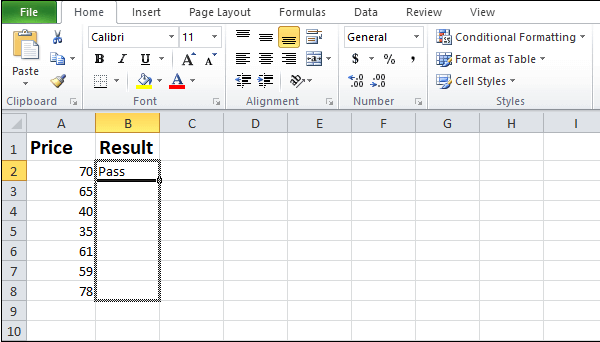 File Home Insert Page Layout Formulas Data Review View
Calibri 11 General Conditional Formatting
Paste B I U $ % , Format as Table
A .00 .0 Cell Styles
Clipboard Font Alignment Number Styles
A B C D E F G H I
1 Price Result
2 70 Pass
3 65
4 40
5 35
6 61
7 59
8 78
9
10